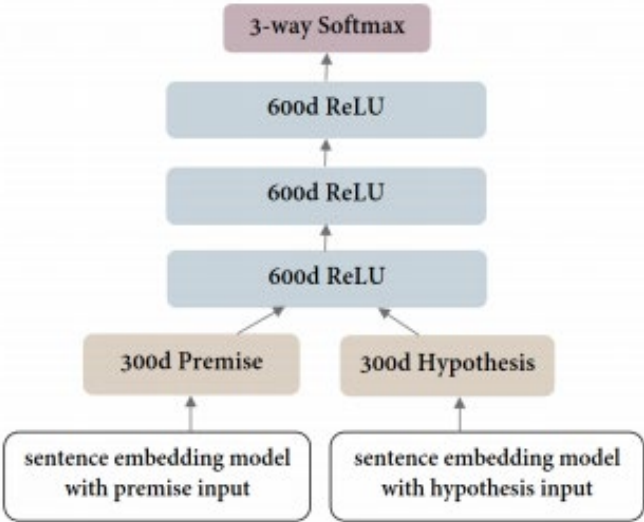 3-way Softmax
600d ReLU
600d ReLU
600d ReLU
300d Premise
300d Hypothesis
sentence embedding model
with premise input
sentence embedding model
with hypothesis input